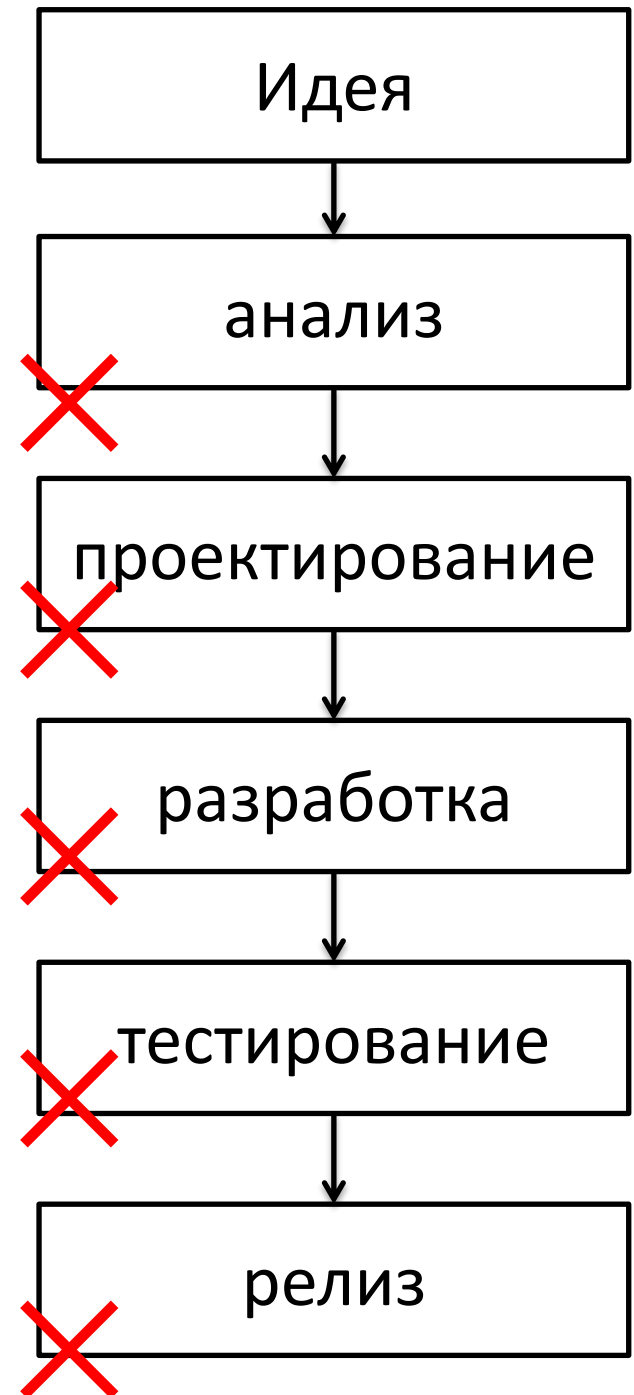 Идея
анализ
проектирование
разработка
тестирование
релиз